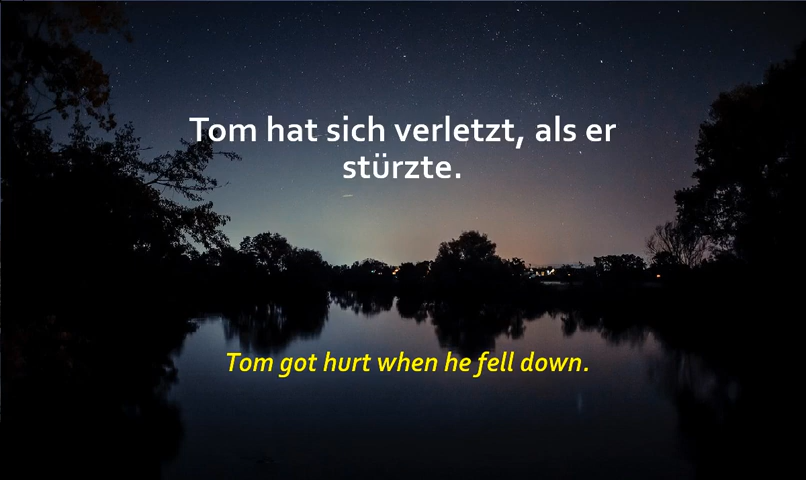 Tom hat sich verletzt, als er
stürzte.
Tom got hurt when he fell down.